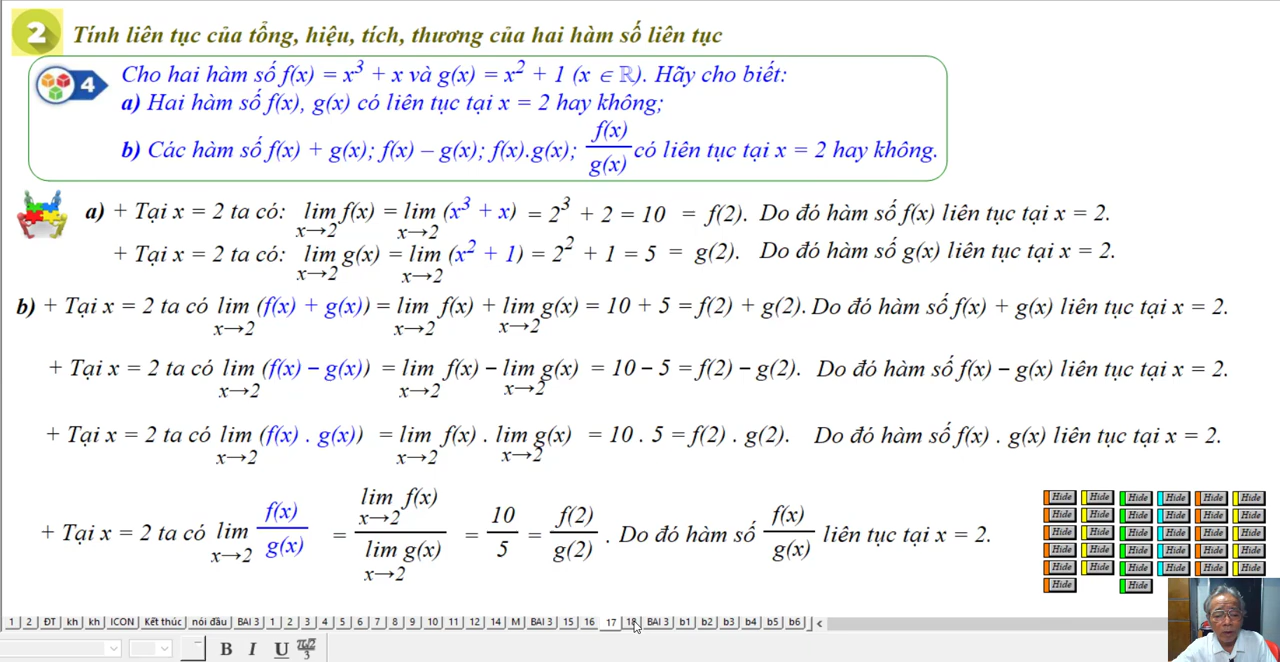 2 Tính liên tục của tổng, hiệu, tích, thương của hai hàm số liên tục
4 Cho hai hàm số f(x) = x³ + x và g(x) = x² + 1 (x ∈ ℝ). Hãy cho biết:
a) Hai hàm số f(x), g(x) có liên tục tại x = 2 hay không;
b) Các hàm số f(x) + g(x); f(x) – g(x); f(x).g(x); f(x)/g(x) có liên tục tại x = 2 hay không.
a) + Tại x = 2 ta có: lim x→2 f(x) = lim x→2 (x³ + x) = 2³ + 2 = 10 = f(2). Do đó hàm số f(x) liên tục tại x = 2.
+ Tại x = 2 ta có: lim x→2 g(x) = lim x→2 (x² + 1) = 2² + 1 = 5 = g(2). Do đó hàm số g(x) liên tục tại x = 2.
b) + Tại x = 2 ta có lim x→2 (f(x) + g(x)) = lim x→2 f(x) + lim x→2 g(x) = 10 + 5 = f(2) + g(2). Do đó hàm số f(x) + g(x) liên tục tại x = 2.
+ Tại x = 2 ta có lim x→2 (f(x) – g(x)) = lim x→2 f(x) – lim x→2 g(x) = 10 – 5 = f(2) – g(2). Do đó hàm số f(x) – g(x) liên tục tại x = 2.
+ Tại x = 2 ta có lim x→2 (f(x) . g(x)) = lim x→2 f(x) . lim x→2 g(x) = 10 . 5 = f(2) . g(2). Do đó hàm số f(x) . g(x) liên tục tại x = 2.
+ Tại x = 2 ta có lim x→2 f(x)/g(x) = lim x→2 f(x) / lim x→2 g(x) = 10/5 = f(2)/g(2) . Do đó hàm số f(x)/g(x) liên tục tại x = 2.
Hide Hide Hide Hide Hide Hide
Hide Hide Hide Hide Hide Hide
Hide Hide Hide Hide Hide Hide
Hide Hide Hide Hide Hide Hide
Hide Hide Hide Hide Hide Hide
Hide Hide
1 | 2 | ĐT | kh | kh | ICON | Kết thúc | nói đầu | BAI 3 | 1 | 2 | 3 | 4 | 5 | 6 | 7 | 8 | 9 | 10 | 11 | 12 | 14 | M | BAI 3 | 15 | 16 | 17 | 18 | BAI 3 | b1 | b2 | b3 | b4 | b5 | b6 | <
B I U